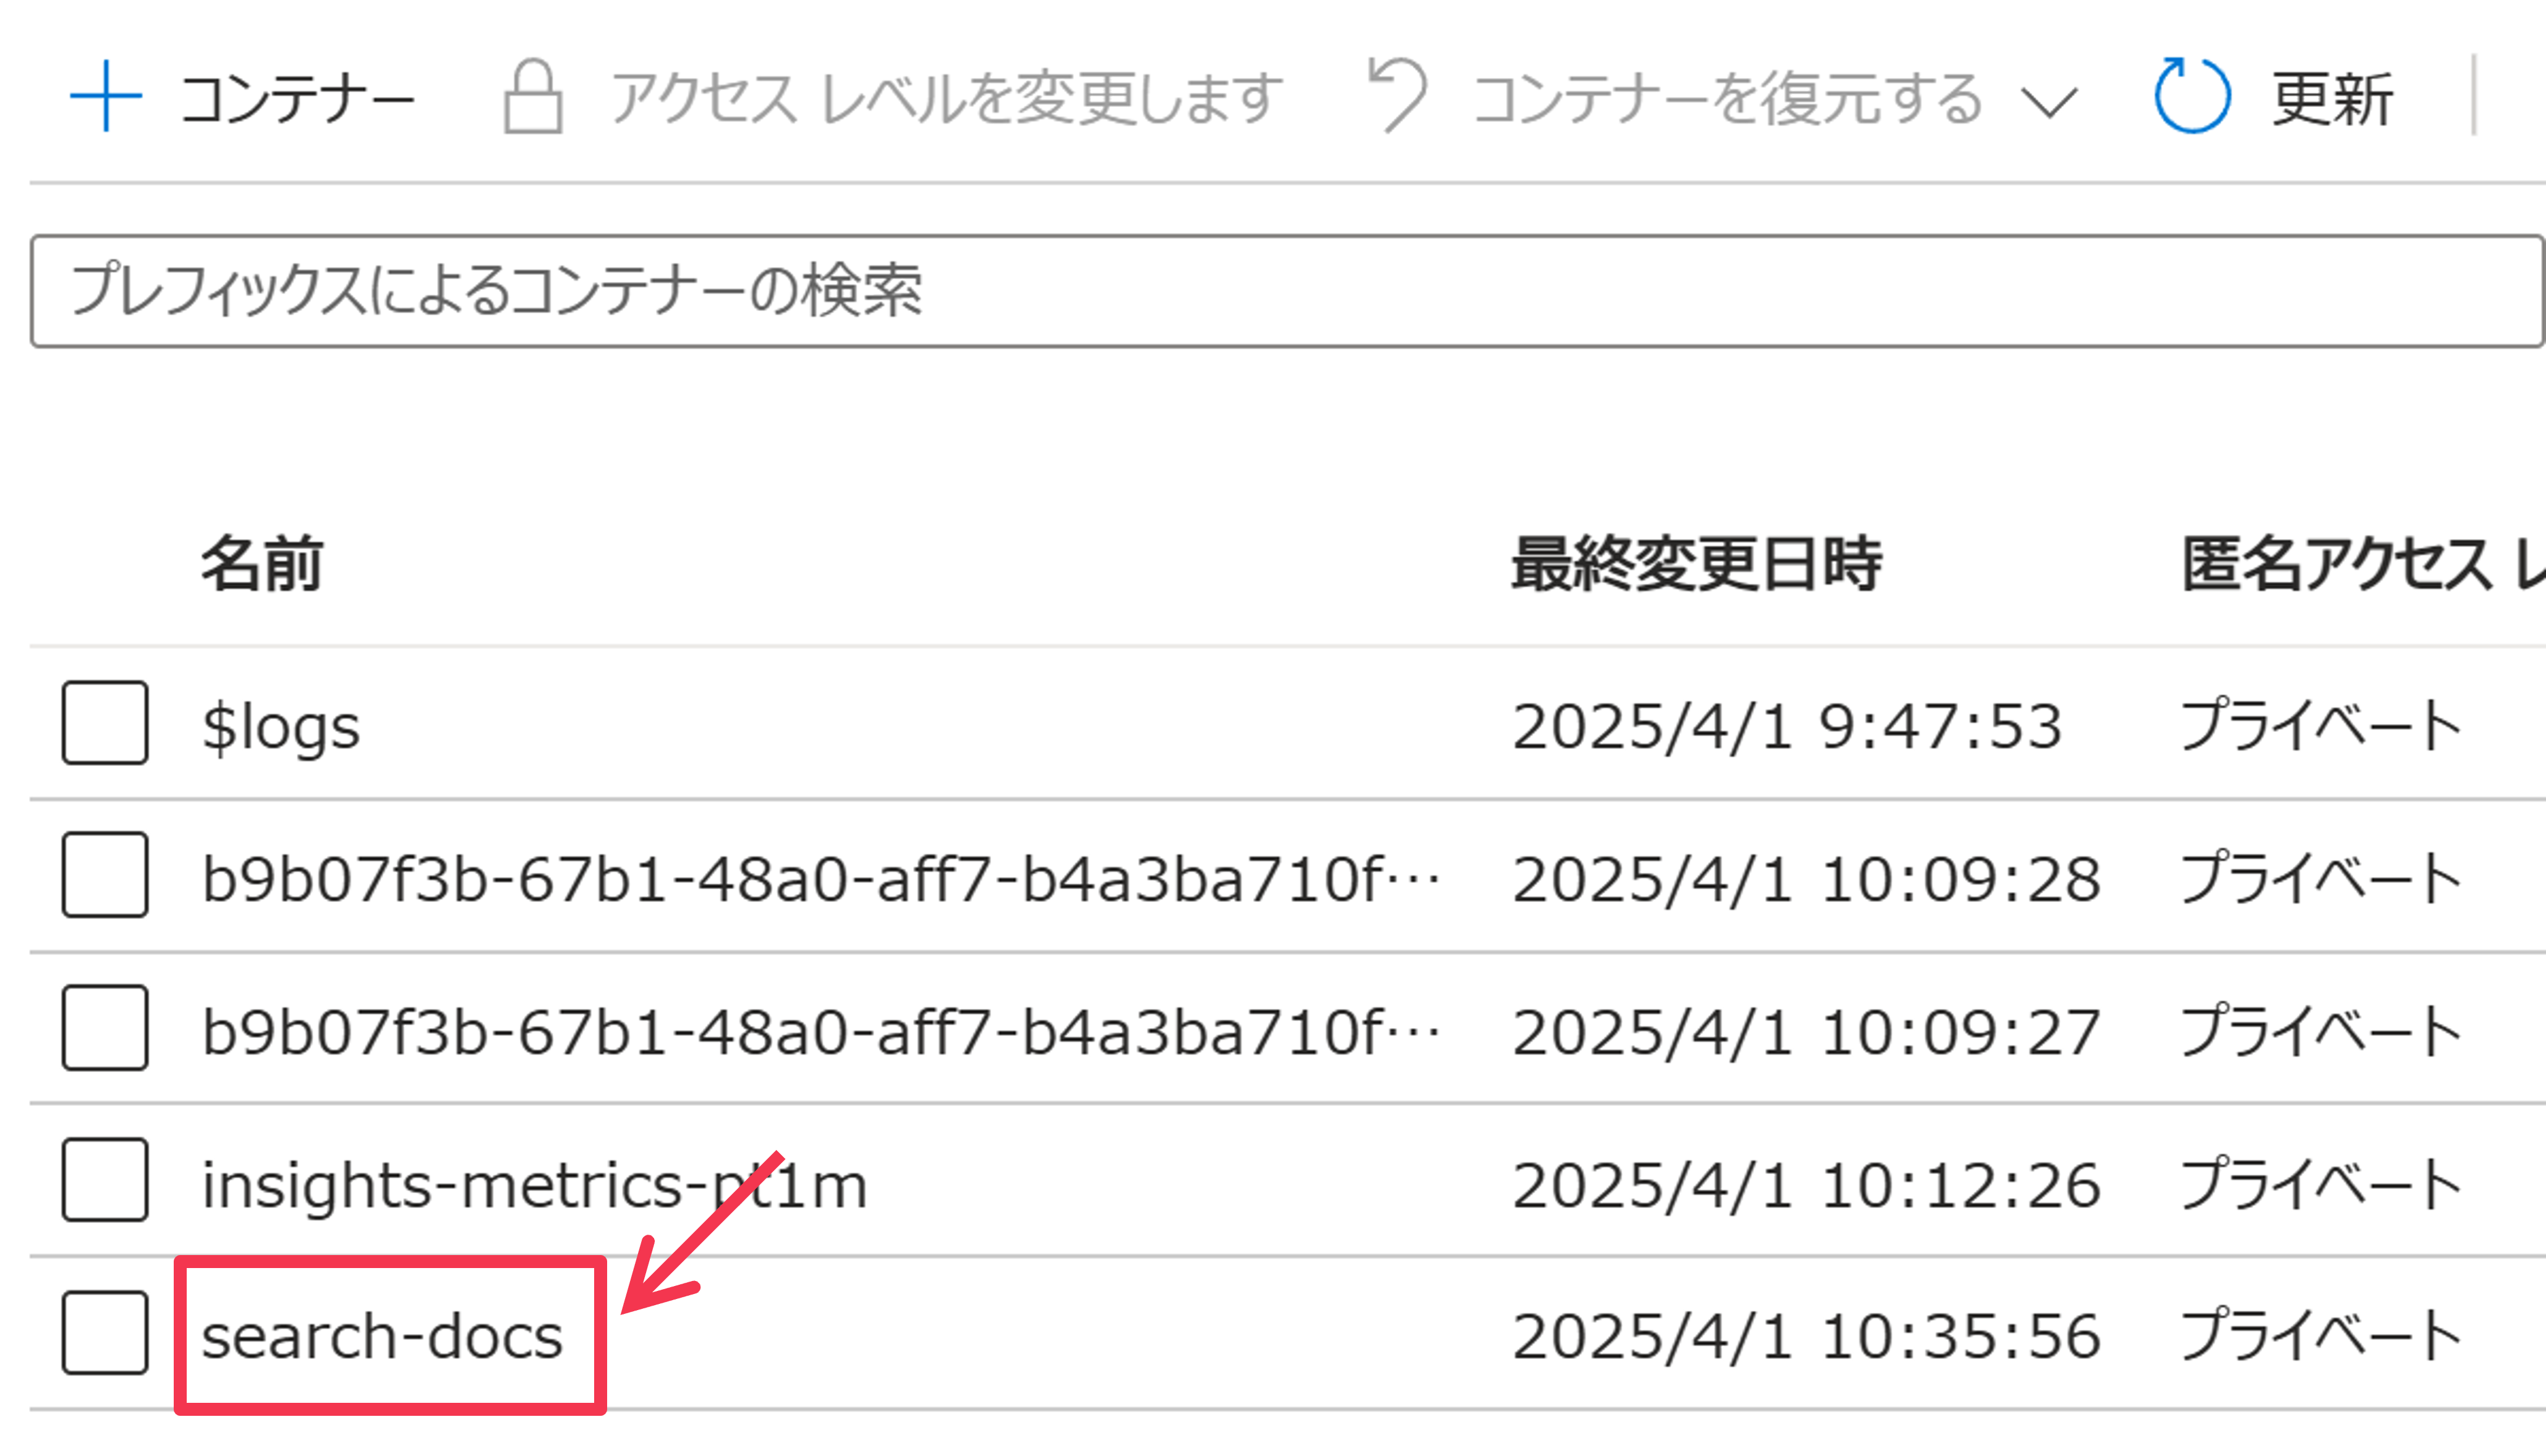 コンテナー アクセス レベルを変更します コンテナーを復元する 更新
プレフィックスによるコンテナーの検索
名前 最終変更日時 匿名アクセス レ
$logs 2025/4/1 9:47:53 プライベート
b9b07f3b-67b1-48a0-aff7-b4a3ba710f… 2025/4/1 10:09:28 プライベート
b9b07f3b-67b1-48a0-aff7-b4a3ba710f… 2025/4/1 10:09:27 プライベート
insights-metrics-pt1m 2025/4/1 10:12:26 プライベート
search-docs 2025/4/1 10:35:56 プライベート